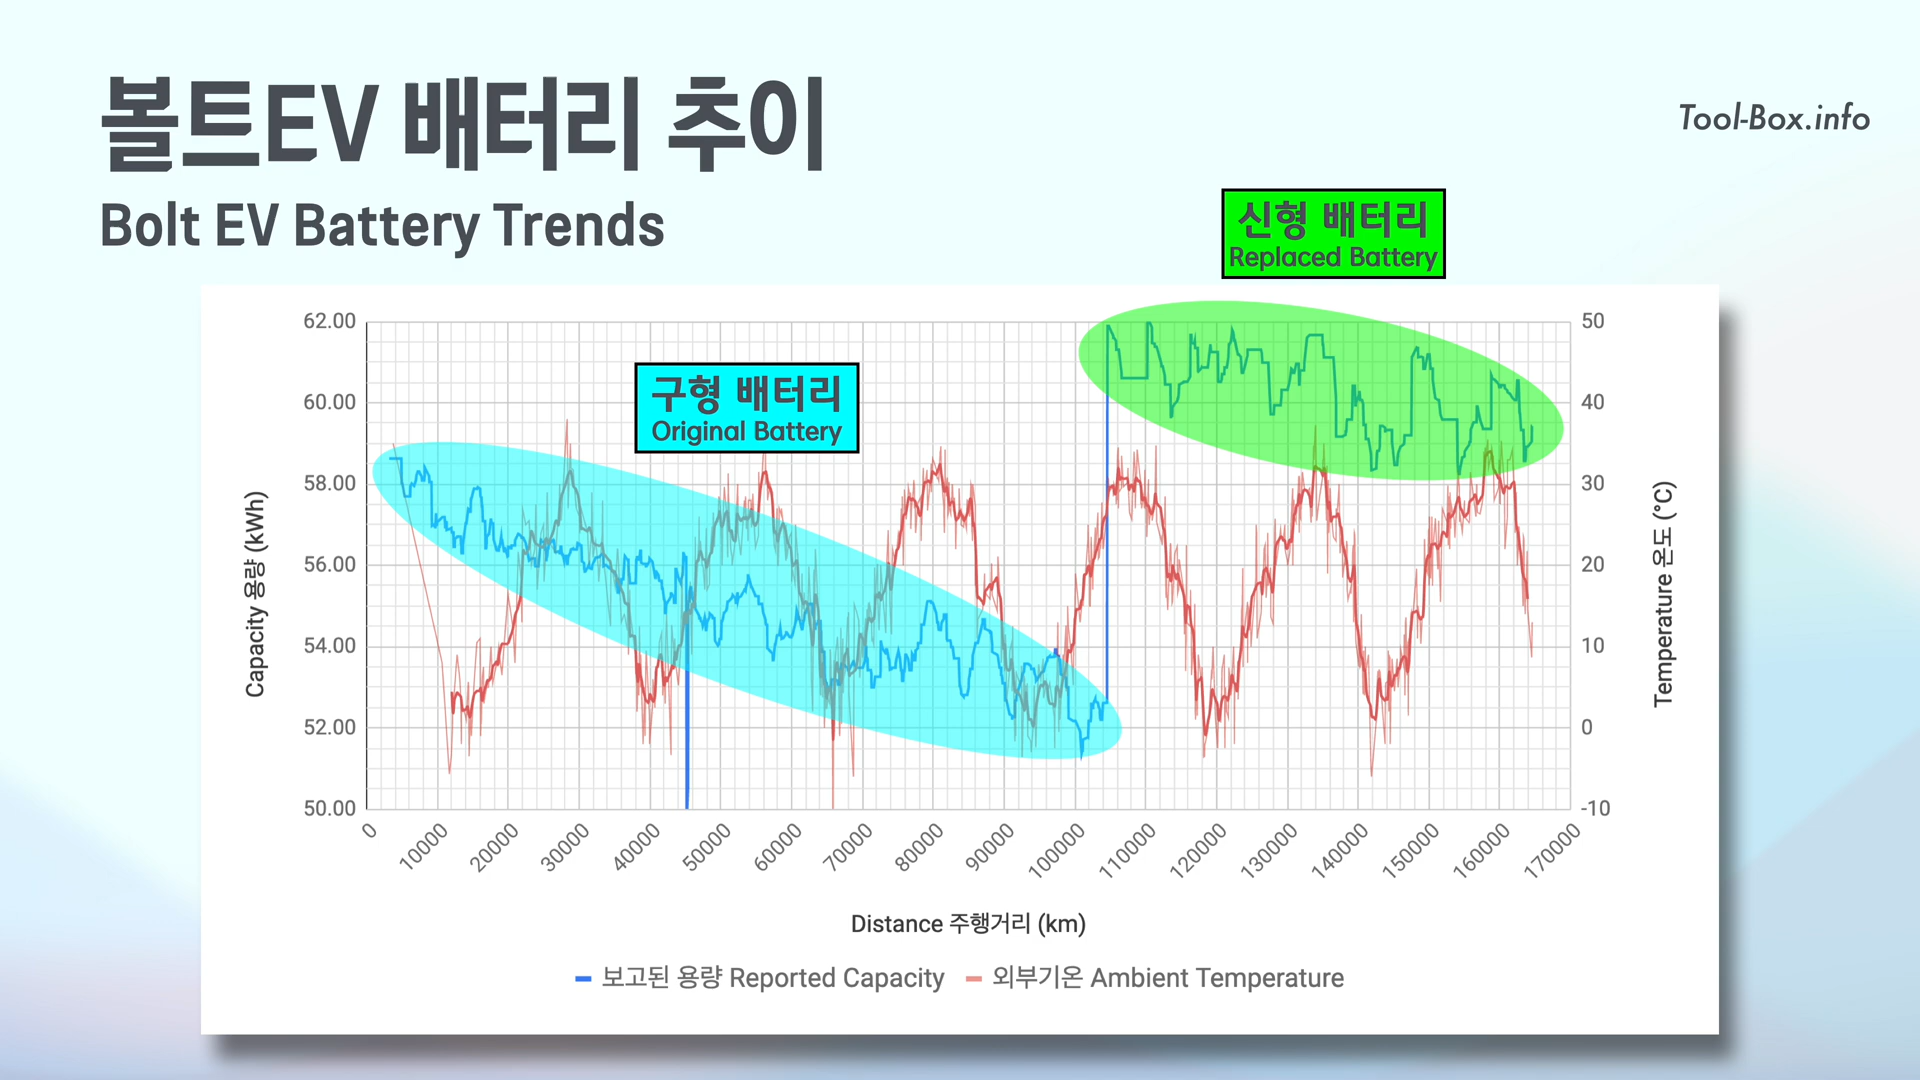 볼트EV 배터리 추이
Tool-Box.info
Bolt EV Battery Trends
신형 배터리
Replaced Battery
구형 배터리
Original Battery
62.00
60.00
58.00
56.00
54.00
52.00
50.00
Capacity 용량 (kWh)
50
40
30
20
10
0
-10
Temperature 온도 (°C)
0
10000
20000
30000
40000
50000
60000
70000
80000
90000
100000
110000
120000
130000
140000
150000
160000
170000
Distance 주행거리 (km)
보고된 용량 Reported Capacity
외부기온 Ambient Temperature